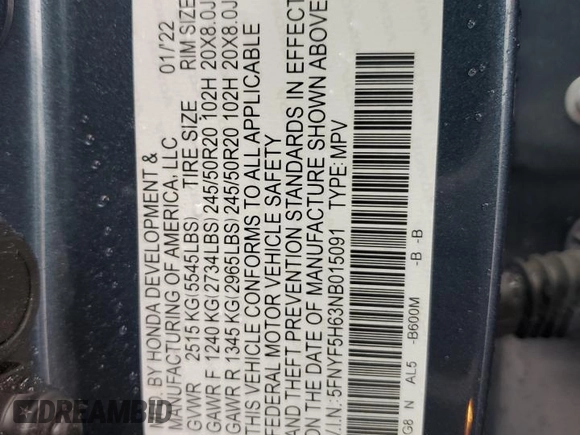 MFD. BY HONDA DEVELOPMENT & 01/'22
MANUFACTURING OF AMERICA, LLC
GVWR 2515 KG(5545LBS) TIRE SIZE RIM SIZE
GAWR F 1240 KG(2734LBS) 245/50R20 102H 20X8.0J
GAWR R 1345 KG(2965LBS) 245/50R20 102H 20X8.0J
THIS VEHICLE CONFORMS TO ALL APPLICABLE
FEDERAL MOTOR VEHICLE SAFETY
AND THEFT PREVENTION STANDARDS IN EFFECT
ON THE DATE OF MANUFACTURE SHOWN ABOVE
V.I.N.:5FNYF5H63NB015091 TYPE:MPV
G8 N AL5 -B600M -B -B
DREAMBID